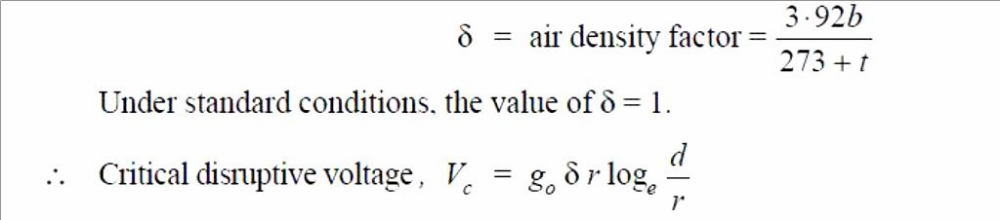 δ = air density factor = 3·92b / 273 + t
Under standard conditions, the value of δ = 1.
∴ Critical disruptive voltage, V_c = g_o δ r log_e d/r